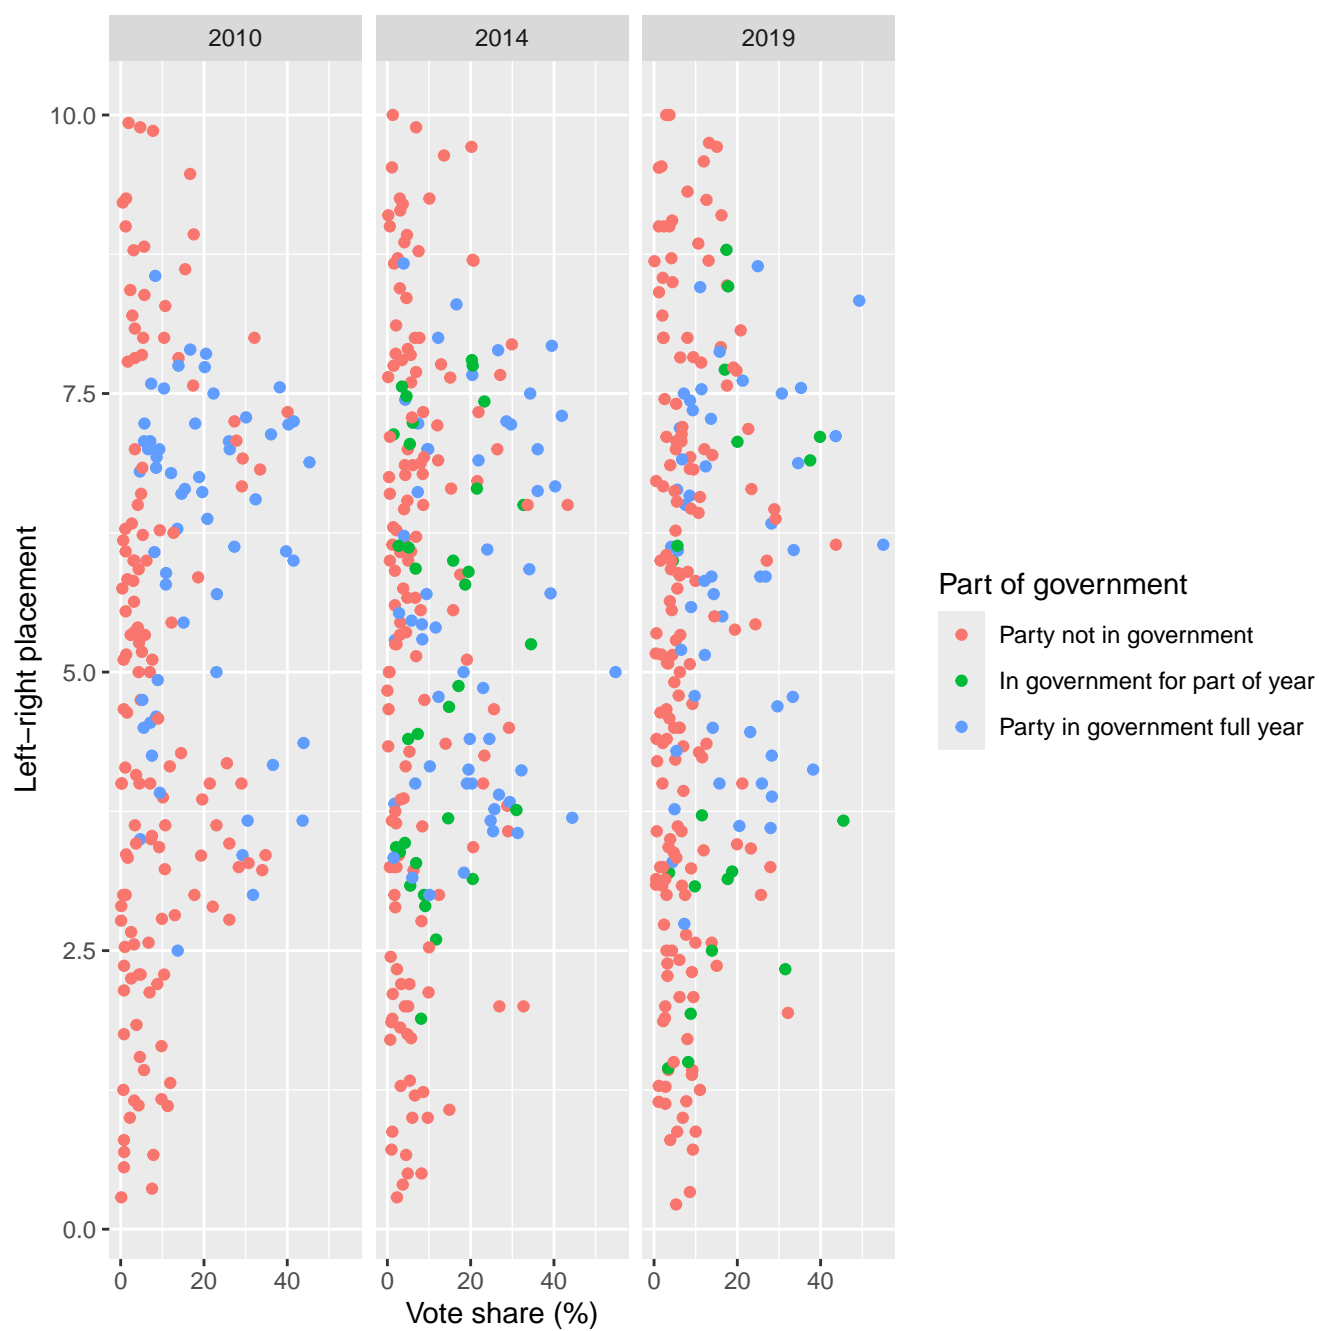 2010 2014 2019
10.0
7.5
5.0
2.5
0.0
Left−right placement
0 20 40 0 20 40 0 20 40
Vote share (%)
Part of government
Party not in government
In government for part of year
Party in government full year